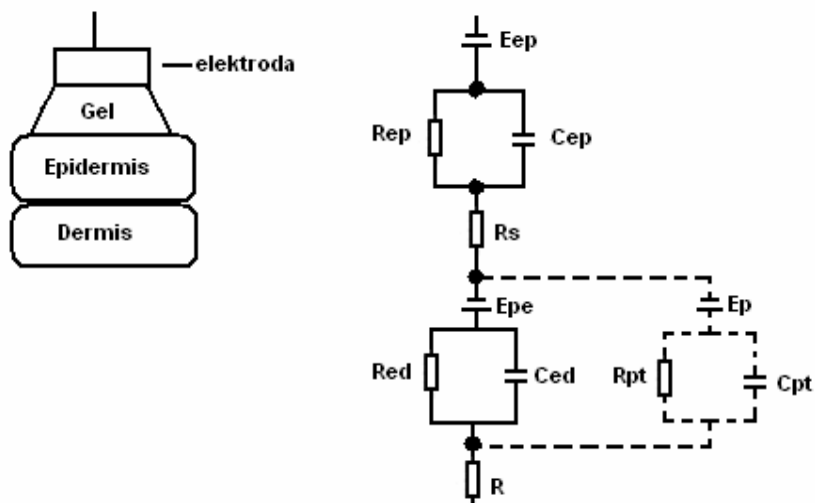 elektroda
Gel
Epidermis
Dermis
Eep
Rep
Cep
Rs
Epe
Ep
Red
Ced
Rpt
Cpt
R